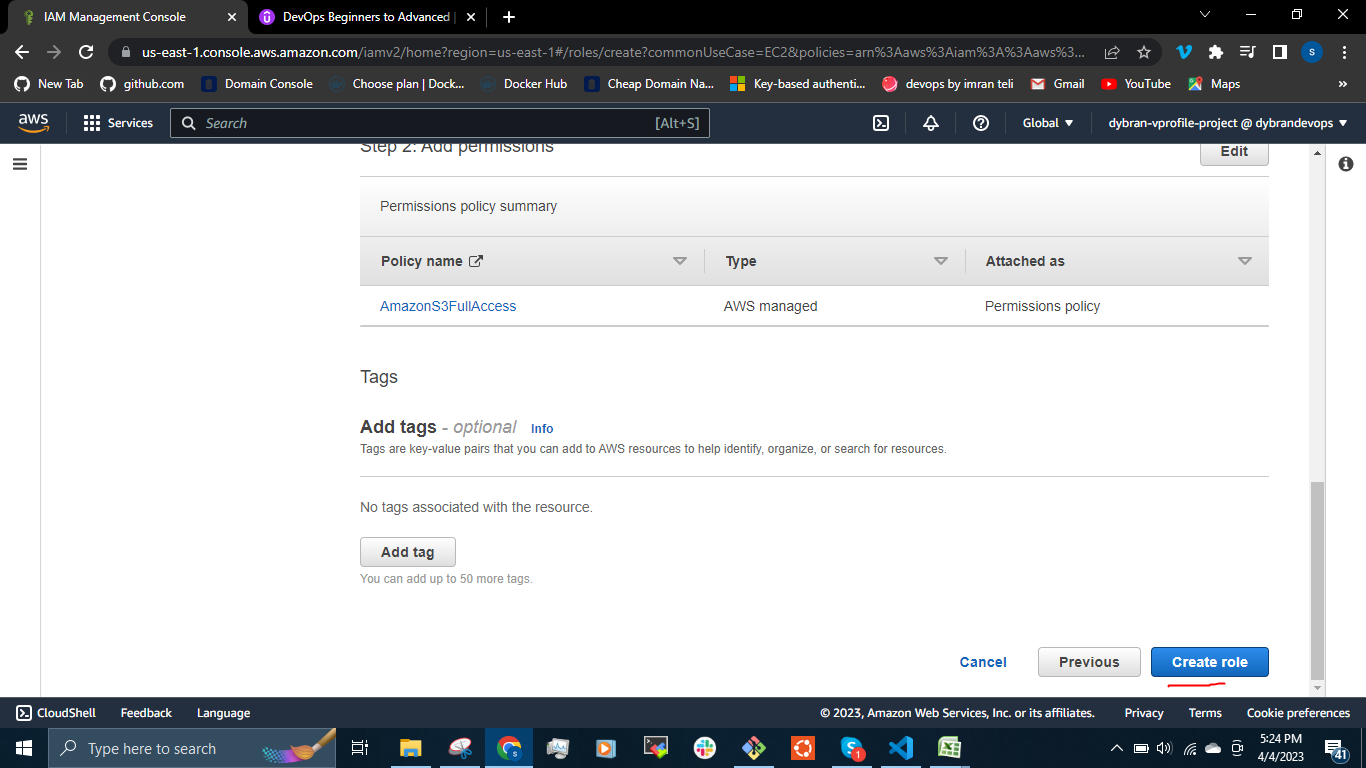 IAM Management Console
DevOps Beginners to Advanced |
us-east-1.console.aws.amazon.com/iamv2/home?region=us-east-1#/roles/create?commonUseCase=EC2&policies=arn%3Aaws%3Aiam%3A%3Aaws%3...
S
New Tab
github.com
Domain Console
Choose plan | Dock...
Docker Hub
Cheap Domain Na...
Key-based authenti...
devops by imran teli
Gmail
YouTube
Maps
»
aws
Services
Search
[Alt+S]
Global
dybran-vprofile-project @ dybrandevops
Step 2: Add permissions
Edit
Permissions policy summary
Policy name
Type
Attached as
AmazonS3FullAccess
AWS managed
Permissions policy
Tags
Add tags - optional
Info
Tags are key-value pairs that you can add to AWS resources to help identify, organize, or search for resources.
No tags associated with the resource.
Add tag
You can add up to 50 more tags.
Cancel
Previous
Create role
CloudShell
Feedback
Language
© 2023, Amazon Web Services, Inc. or its affiliates.
Privacy
Terms
Cookie preferences
Type here to search
1
5:24 PM
4/4/2023
41